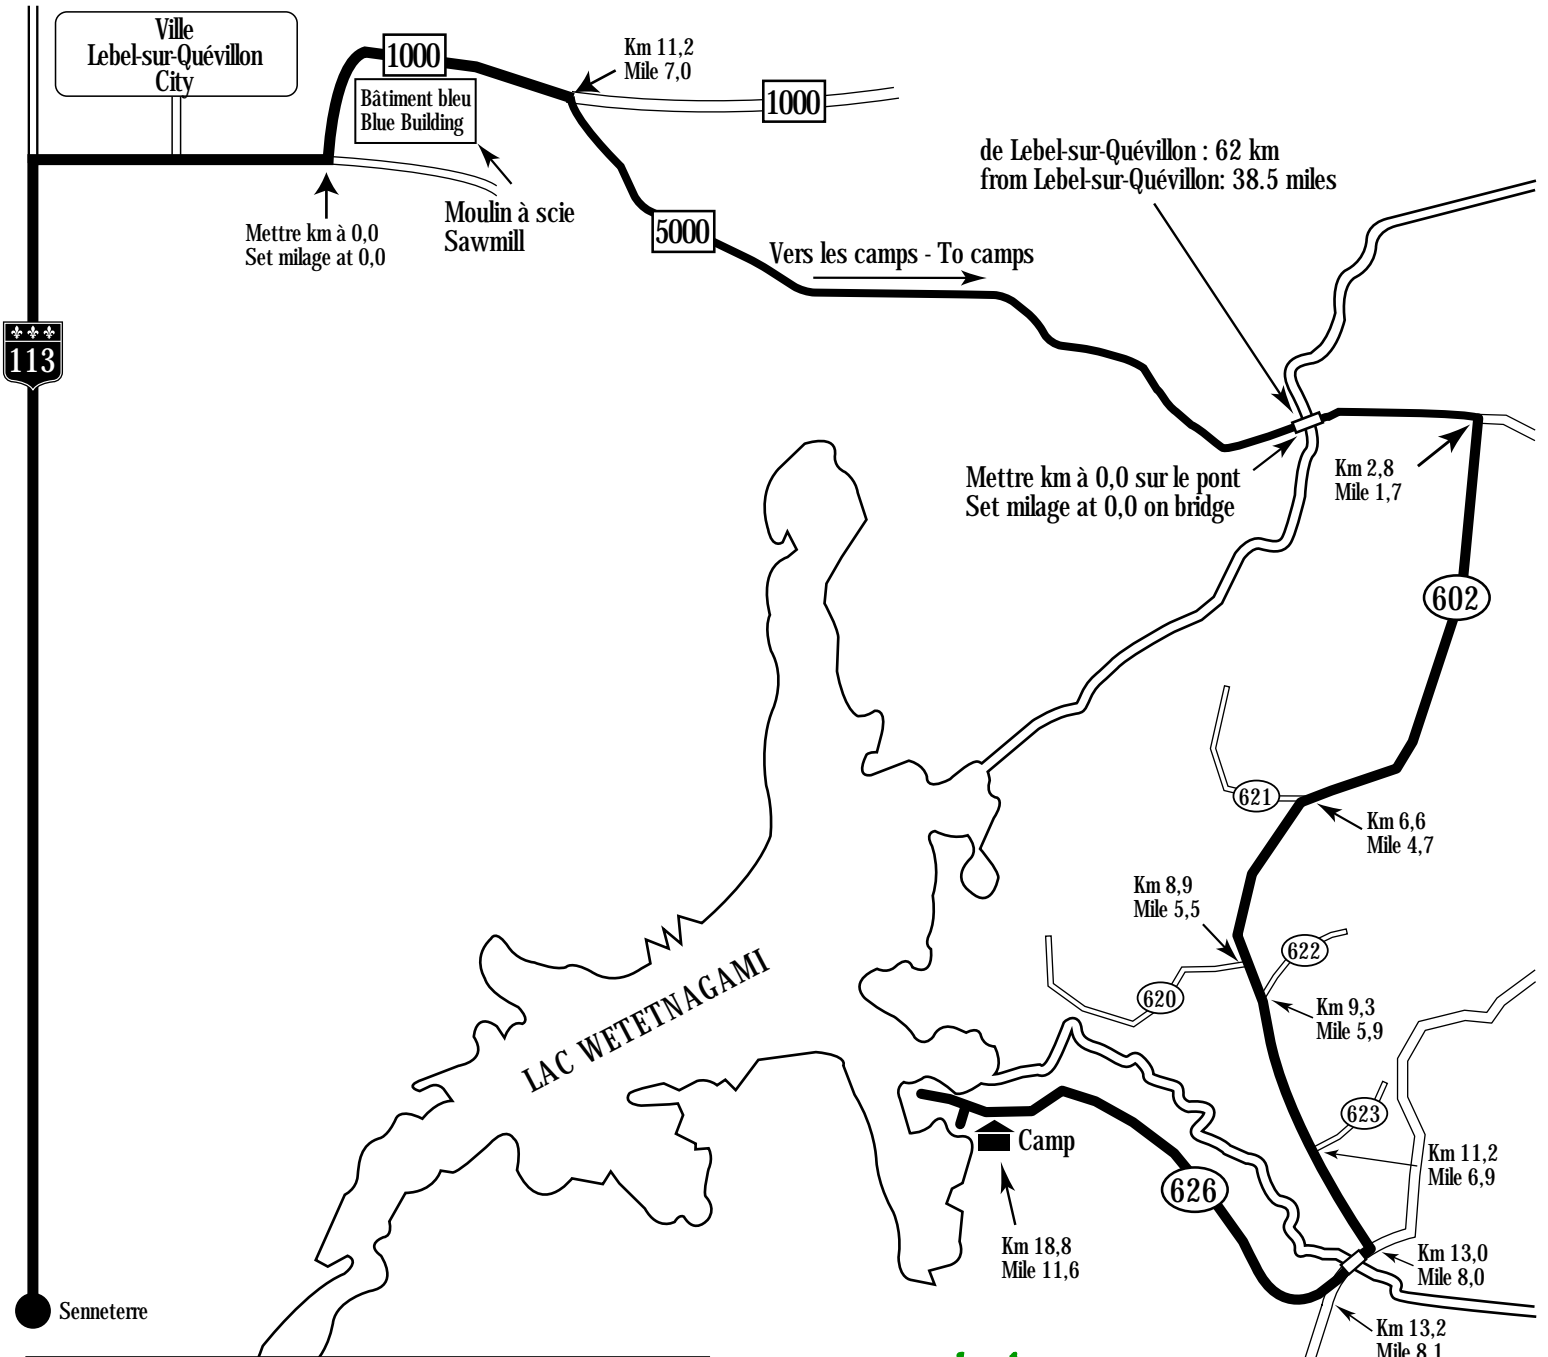 Ville
Lebel-sur-Quévillon
City
1000
Km 11,2
Mile 7,0
Bâtiment bleu
Blue Building
1000
de Lebel-sur-Quévillon : 62 km
from Lebel-sur-Quévillon: 38.5 miles
Moulin à scie
Sawmill
Mettre km à 0,0
Set milage at 0,0
5000
Vers les camps - To camps
113
Mettre km à 0,0 sur le pont
Set milage at 0,0 on bridge
Km 2,8
Mile 1,7
602
621
Km 6,6
Mile 4,7
Km 8,9
Mile 5,5
622
620
Km 9,3
Mile 5,9
LAC WETETNAGAMI
623
Camp
Km 11,2
Mile 6,9
626
Km 18,8
Mile 11,6
Km 13,0
Mile 8,0
Senneterre
Km 13,2
Mile 8,1